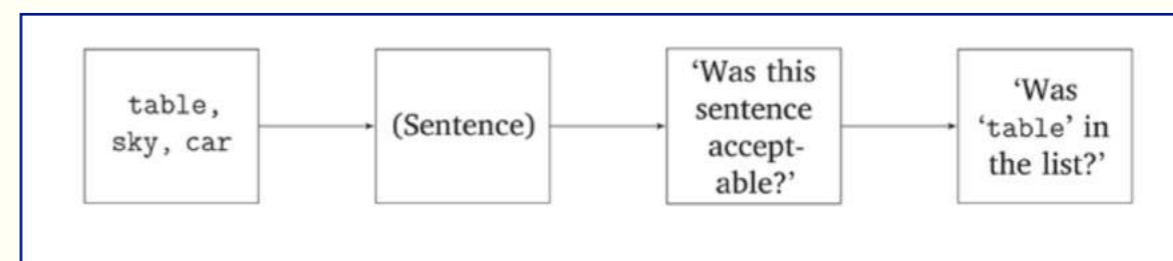 table,
sky, car
(Sentence)
‘Was this
sentence
accept-
able?’
‘Was
‘table’ in
the list?’